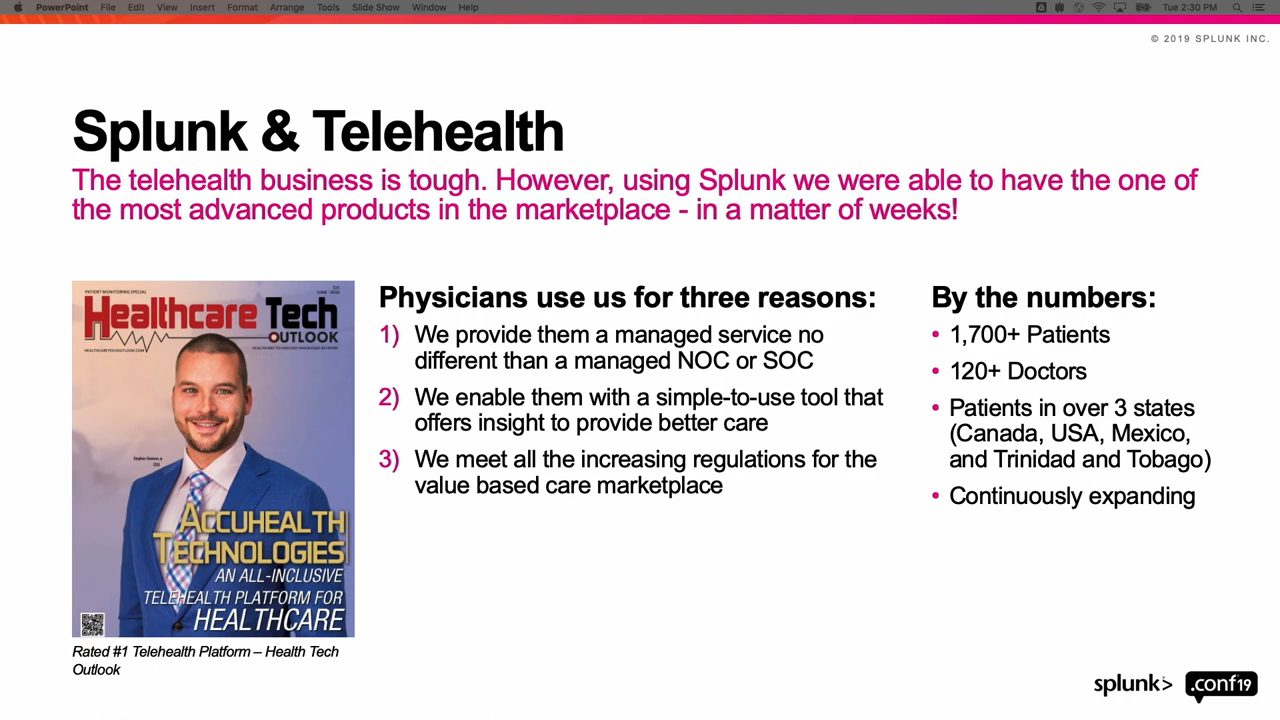 PowerPoint File Edit View Insert Format Arrange Tools Slide Show Window Help Tue 2:30 PM
© 2019 SPLUNK INC.
Splunk & Telehealth
The telehealth business is tough. However, using Splunk we were able to have the one of
the most advanced products in the marketplace - in a matter of weeks!
PATIENT MONITORING SPECIAL
Healthcare Tech
OUTLOOK
HEALTHCARETECHOUTLOOK.COM
ACCUHEALTH
TECHNOLOGIES
AN ALL-INCLUSIVE
TELEHEALTH PLATFORM FOR
HEALTHCARE
Rated #1 Telehealth Platform – Health Tech
Outlook
Physicians use us for three reasons:
1) We provide them a managed service no
different than a managed NOC or SOC
2) We enable them with a simple-to-use tool that
offers insight to provide better care
3) We meet all the increasing regulations for the
value based care marketplace
By the numbers:
• 1,700+ Patients
• 120+ Doctors
• Patients in over 3 states
(Canada, USA, Mexico,
and Trinidad and Tobago)
• Continuously expanding
splunk> .conf19